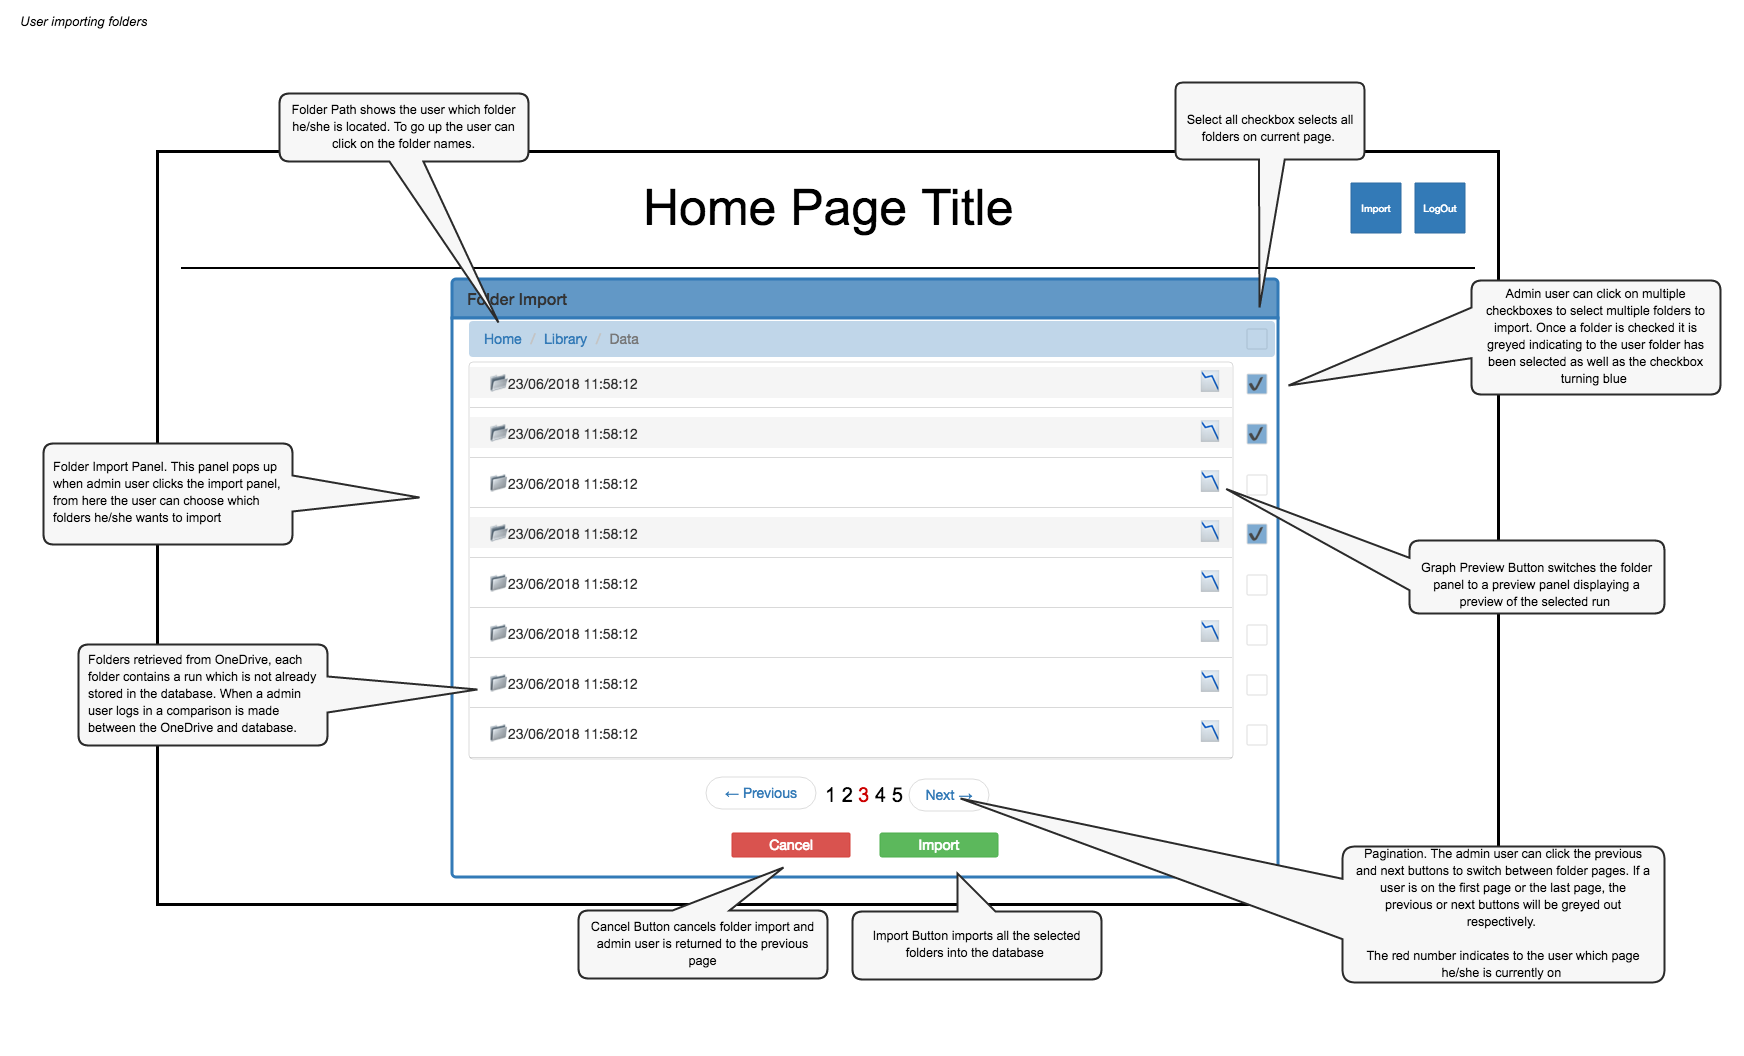 User importing folders
Folder Path shows the user which folder
he/she is located. To go up the user can
click on the folder names.
Select all checkbox selects all
folders on current page.
Home Page Title
Import
LogOut
Folder Import
Home / Library / Data
Admin user can click on multiple
checkboxes to select multiple folders to
import. Once a folder is checked it is
greyed indicating to the user folder has
been selected as well as the checkbox
turning blue
23/06/2018 11:58:12
23/06/2018 11:58:12
23/06/2018 11:58:12
23/06/2018 11:58:12
23/06/2018 11:58:12
23/06/2018 11:58:12
23/06/2018 11:58:12
23/06/2018 11:58:12
Folder Import Panel. This panel pops up
when admin user clicks the import panel,
from here the user can choose which
folders he/she wants to import
Graph Preview Button switches the folder
panel to a preview panel displaying a
preview of the selected run
Folders retrieved from OneDrive, each
folder contains a run which is not already
stored in the database. When a admin
user logs in a comparison is made
between the OneDrive and database.
← Previous 1 2 3 4 5 Next →
Cancel
Import
Pagination. The admin user can click the previous
and next buttons to switch between folder pages. If a
user is on the first page or the last page, the
previous or next buttons will be greyed out
respectively.
The red number indicates to the user which page
he/she is currently on
Cancel Button cancels folder import and
admin user is returned to the previous
page
Import Button imports all the selected
folders into the database